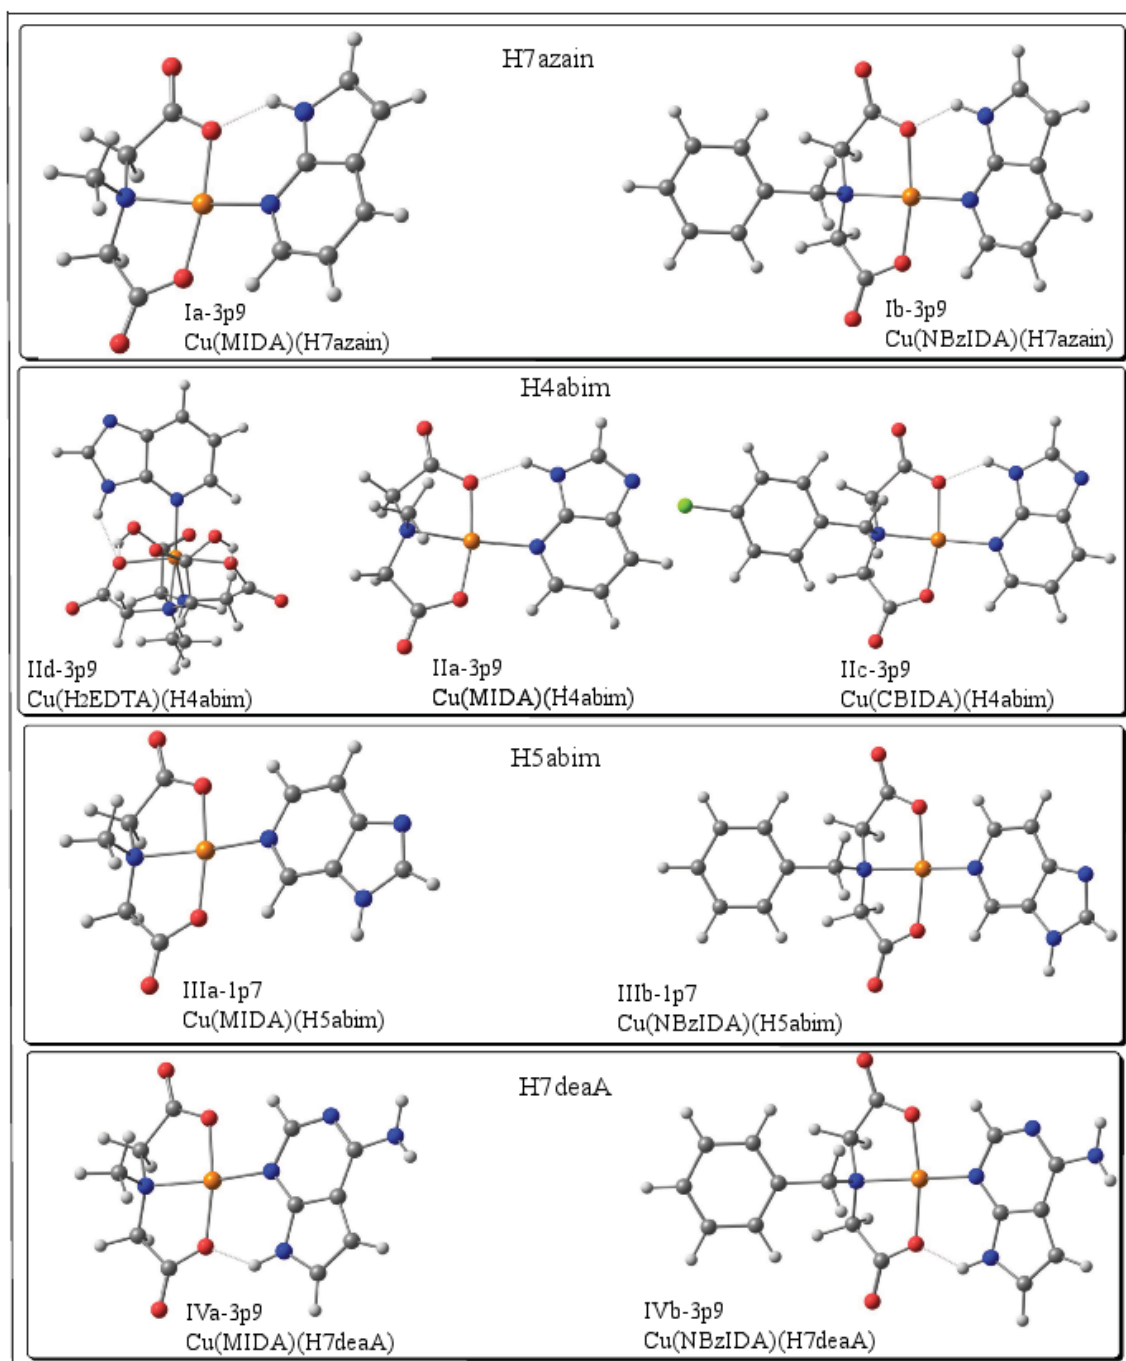 H7azain
Ia-3p9
Cu(MIDA)(H7azain)
Ib-3p9
Cu(NBzIDA)(H7azain)
H4abim
IId-3p9
Cu(H2EDTA)(H4abim)
IIa-3p9
Cu(MIDA)(H4abim)
IIc-3p9
Cu(CBIDA)(H4abim)
H5abim
IIIa-1p7
Cu(MIDA)(H5abim)
IIIb-1p7
Cu(NBzIDA)(H5abim)
H7deaA
IVa-3p9
Cu(MIDA)(H7deaA)
IVb-3p9
Cu(NBzIDA)(H7deaA)